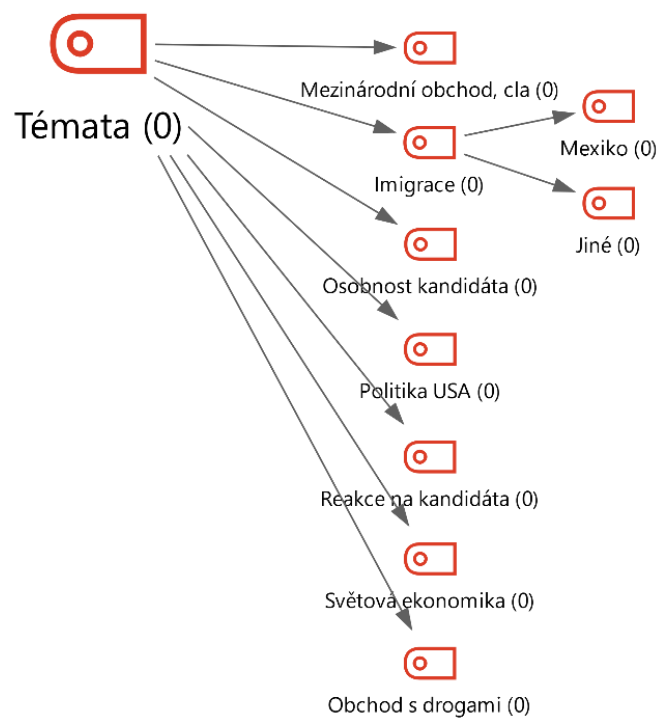 Témata (0)
Mezinárodní obchod, cla (0)
Imigrace (0)
Mexiko (0)
Jiné (0)
Osobnost kandidáta (0)
Politika USA (0)
Reakce na kandidáta (0)
Světová ekonomika (0)
Obchod s drogami (0)